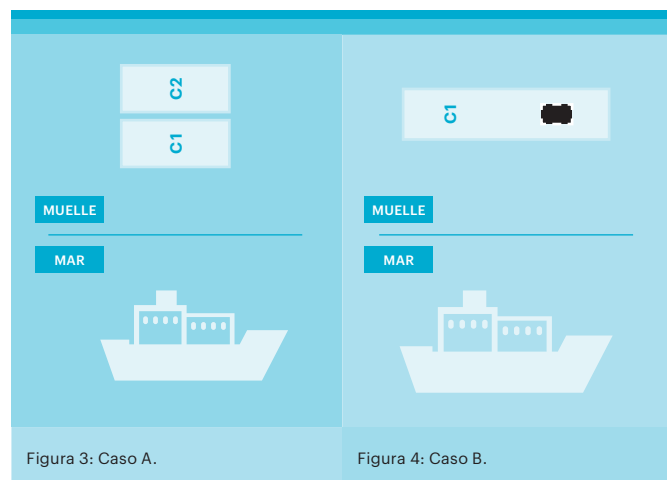 C2
C1
MUELLE
MAR
Figura 3: Caso A.
C1
MUELLE
MAR
Figura 4: Caso B.